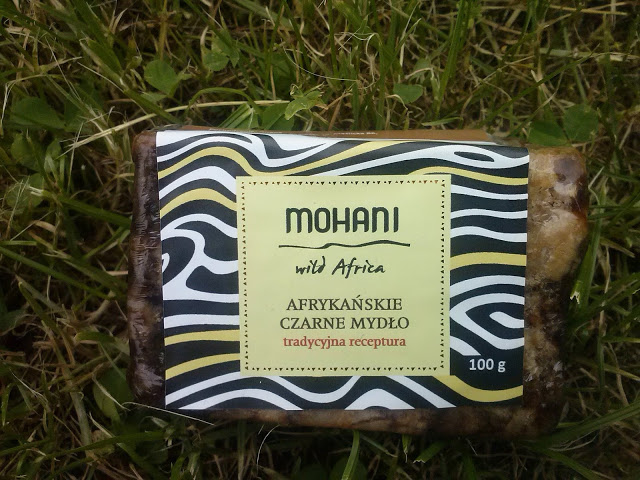 MOHANI
wild Africa
AFRYKAŃSKIE
CZARNE MYDŁO
tradycyjna receptura
100 g